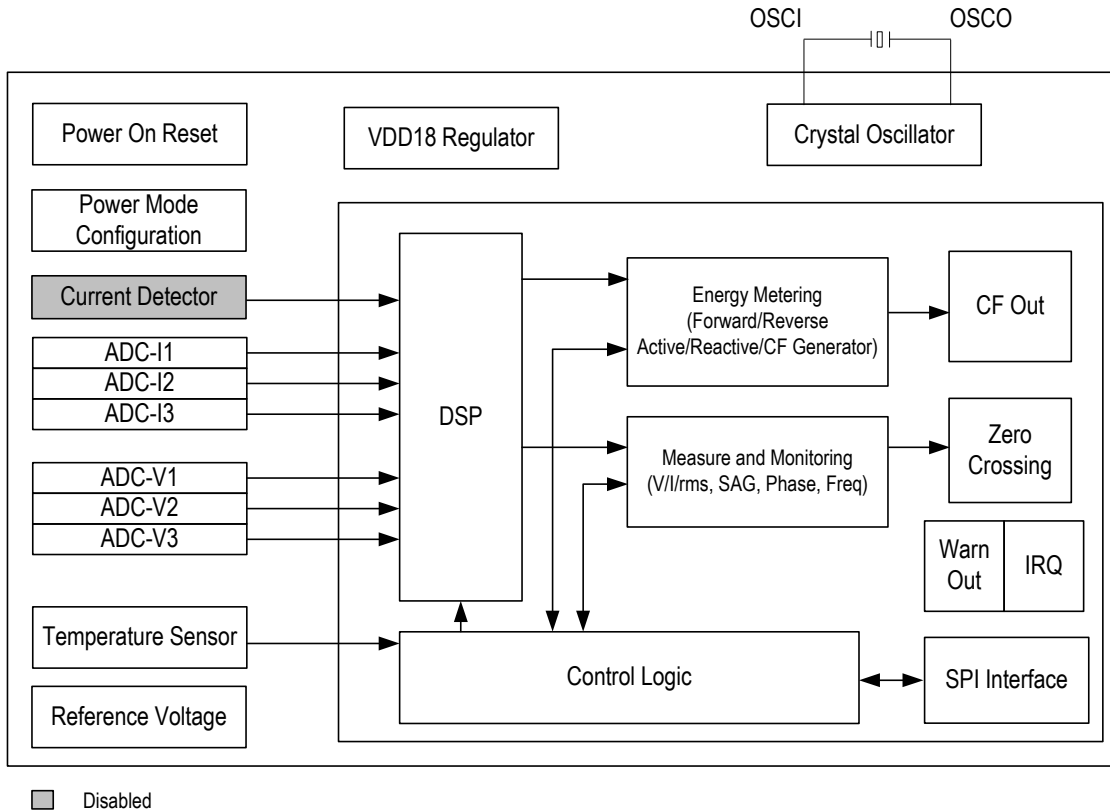 OSCI
OSCO
Power On Reset
VDD18 Regulator
Crystal Oscillator
Power Mode
Configuration
Current Detector
ADC-I1
ADC-I2
ADC-I3
ADC-V1
ADC-V2
ADC-V3
Temperature Sensor
Reference Voltage
DSP
Energy Metering
(Forward/Reverse
Active/Reactive/CF Generator)
CF Out
Measure and Monitoring
(V/I/rms, SAG, Phase, Freq)
Zero
Crossing
Warn
Out
IRQ
Control Logic
SPI Interface
Disabled